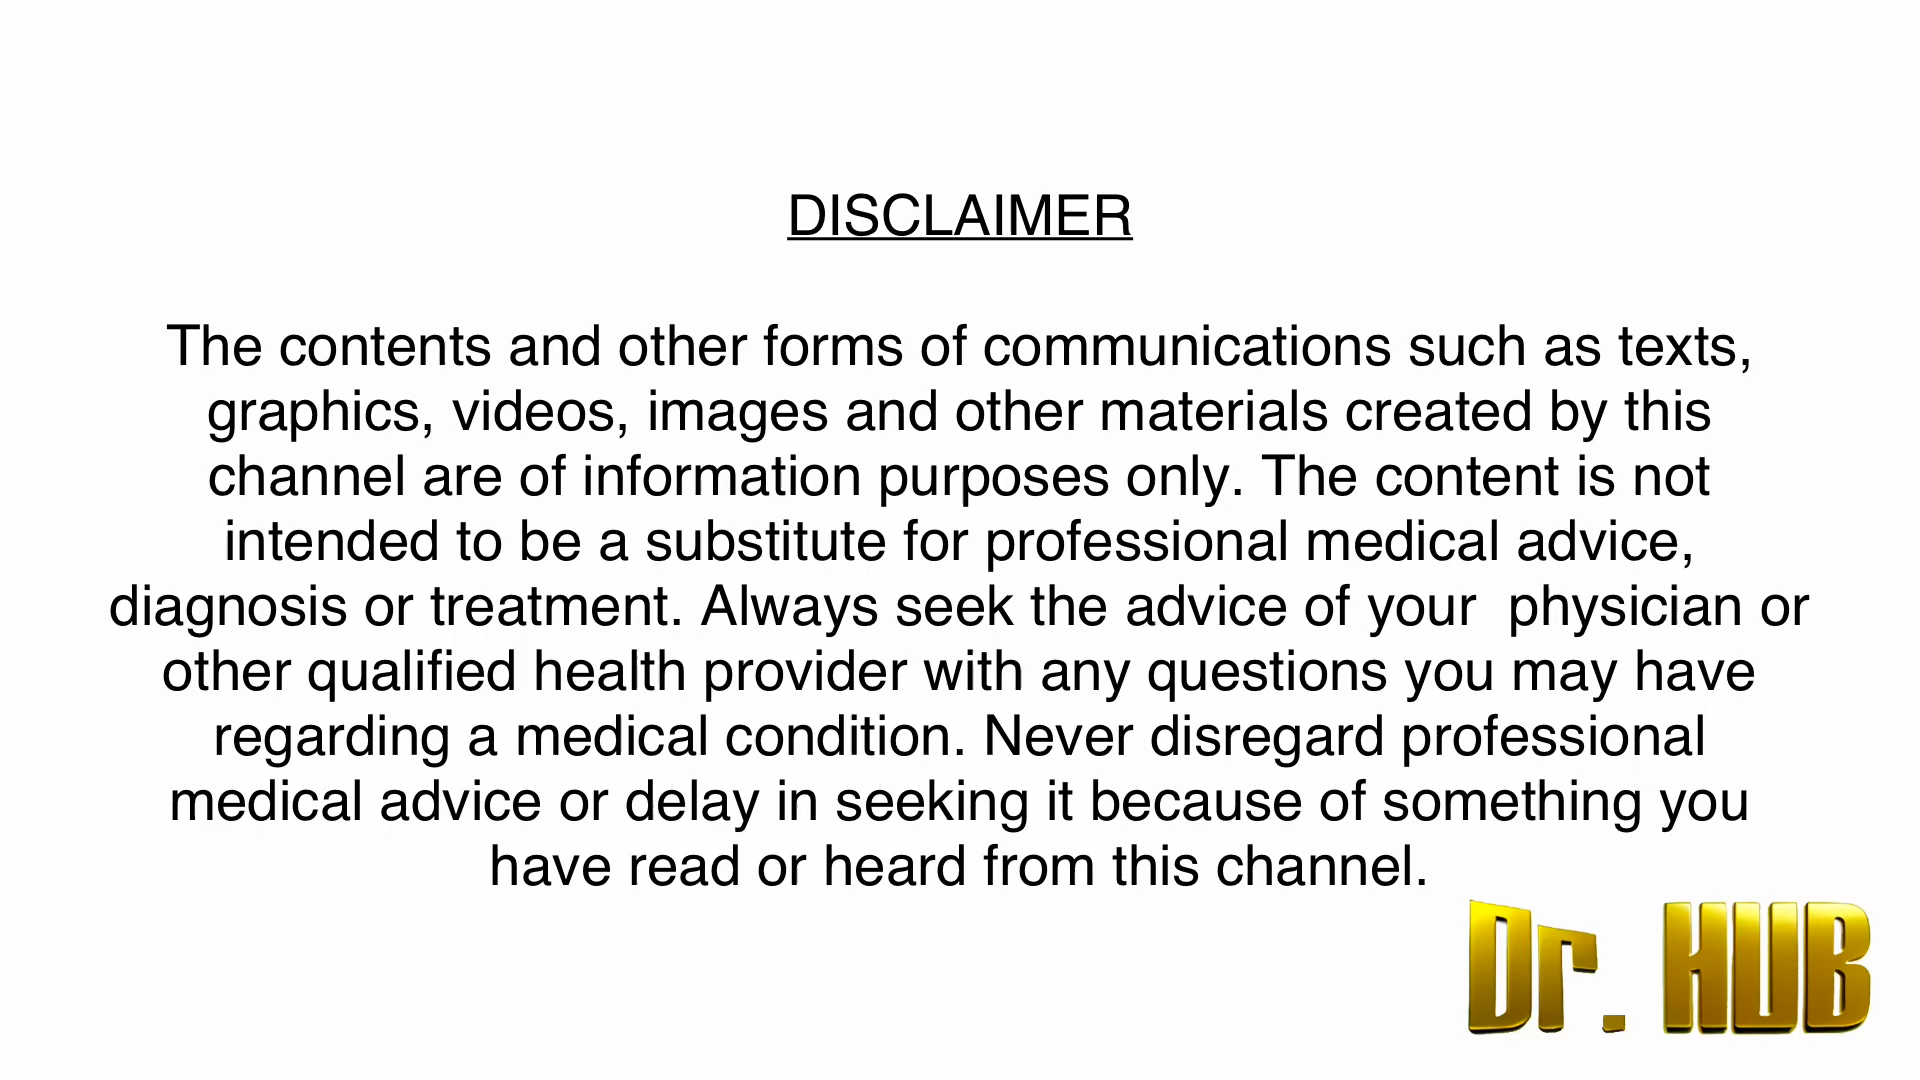 DISCLAIMER
The contents and other forms of communications such as texts,
graphics, videos, images and other materials created by this
channel are of information purposes only. The content is not
intended to be a substitute for professional medical advice,
diagnosis or treatment. Always seek the advice of your  physician or
other qualified health provider with any questions you may have
regarding a medical condition. Never disregard professional
medical advice or delay in seeking it because of something you
have read or heard from this channel.
Dr. HUB